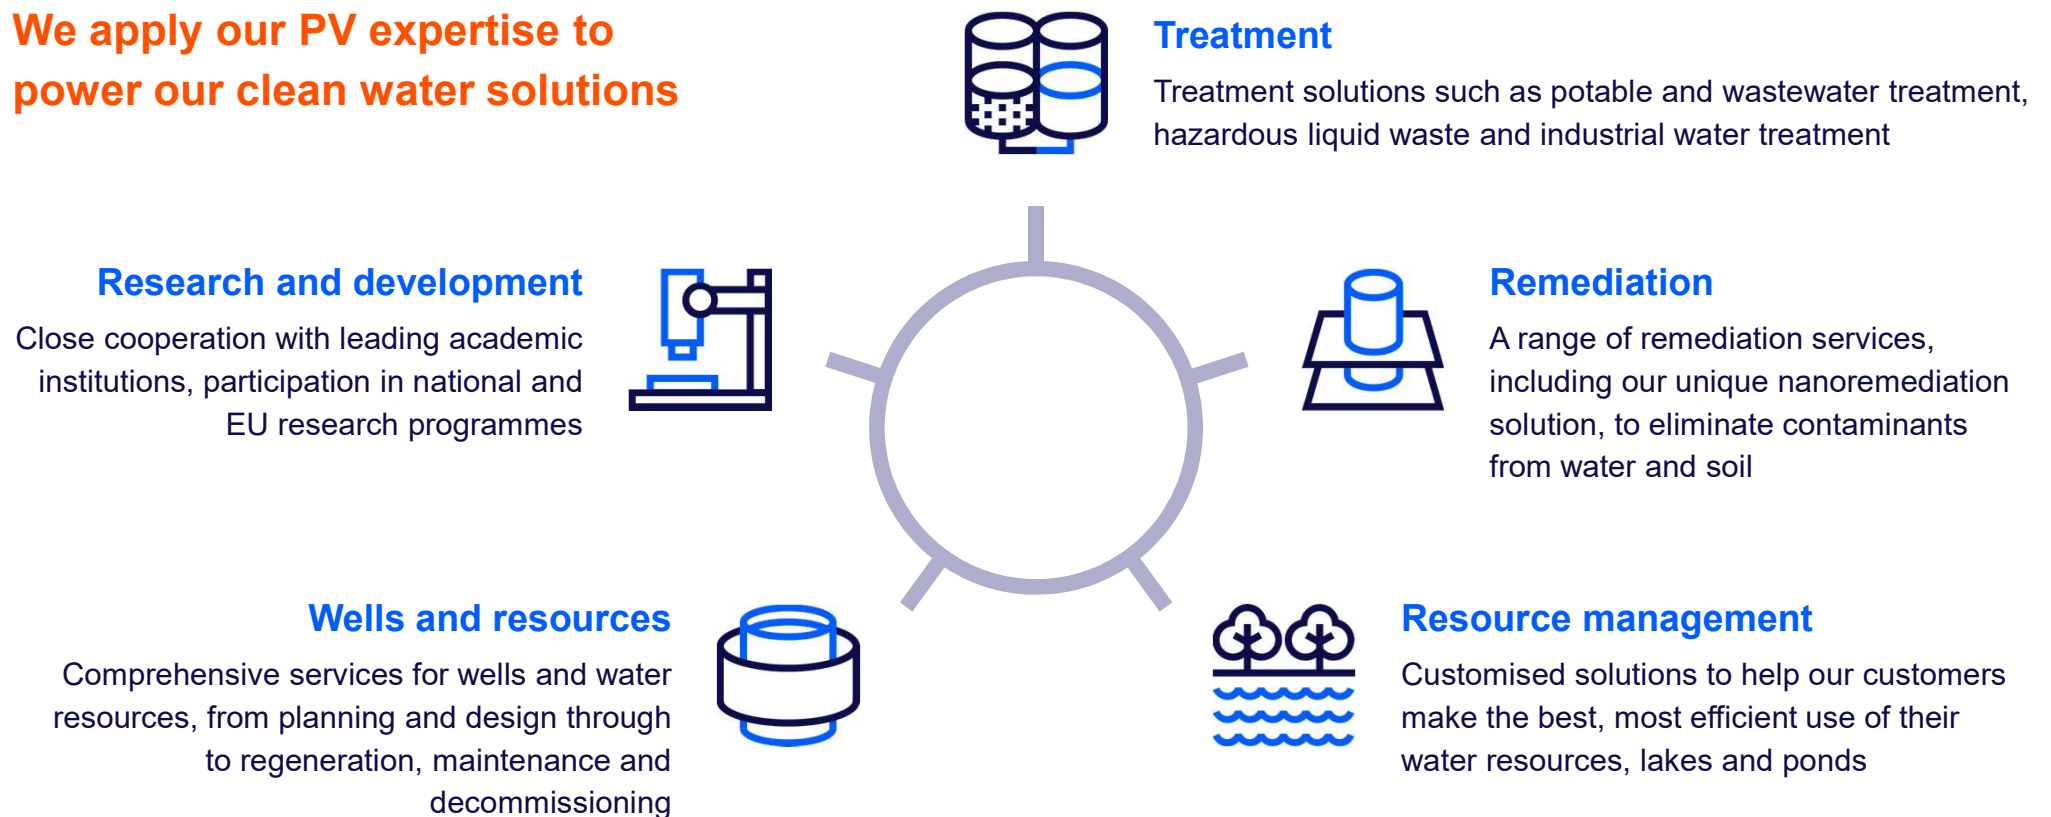 We apply our PV expertise to
power our clean water solutions
Treatment
Treatment solutions such as potable and wastewater treatment,
hazardous liquid waste and industrial water treatment
Research and development
Close cooperation with leading academic
institutions, participation in national and
EU research programmes
Remediation
A range of remediation services,
including our unique nanoremediation
solution, to eliminate contaminants
from water and soil
Wells and resources
Comprehensive services for wells and water
resources, from planning and design through
to regeneration, maintenance and
decommissioning
Resource management
Customised solutions to help our customers
make the best, most efficient use of their
water resources, lakes and ponds